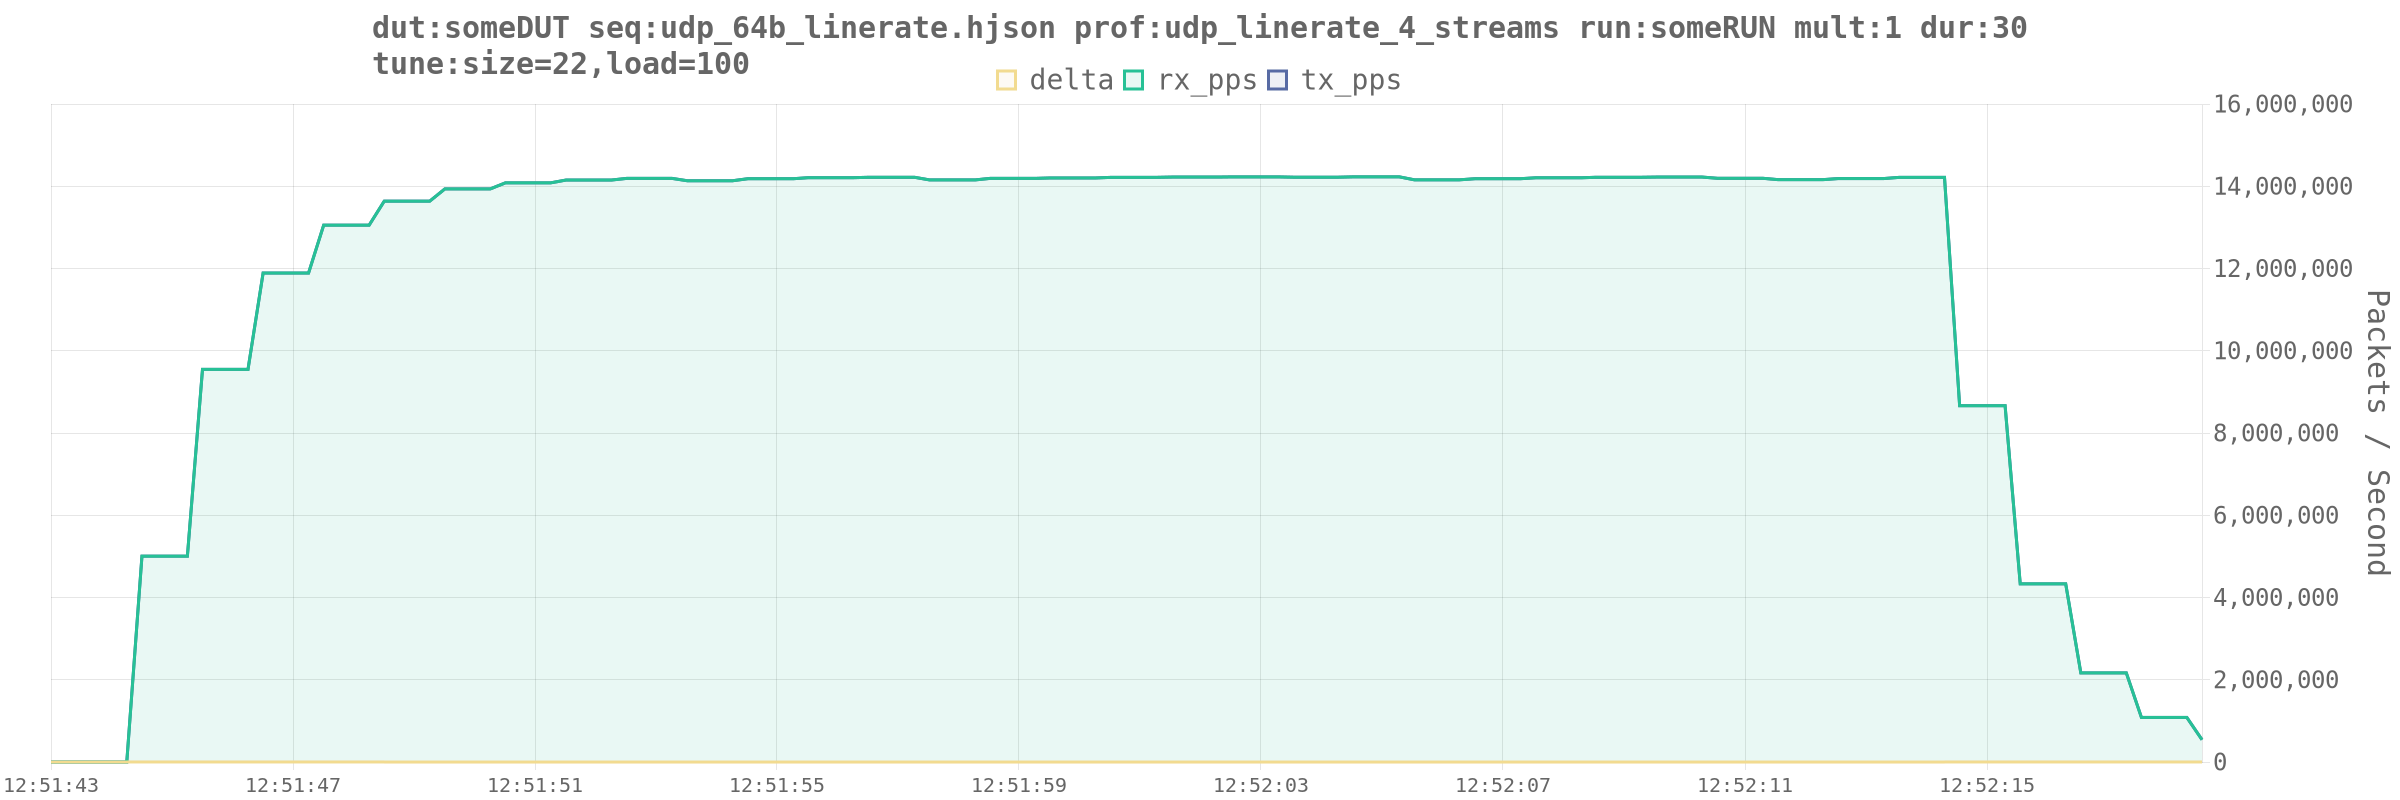 dut:someDUT seq:udp_64b_linerate.hjson prof:udp_linerate_4_streams run:someRUN mult:1 dur:30
tune:size=22,load=100
delta rx_pps tx_pps
16,000,000
14,000,000
12,000,000
10,000,000
8,000,000
6,000,000
4,000,000
2,000,000
0
Packets / Second
12:51:43 12:51:47 12:51:51 12:51:55 12:51:59 12:52:03 12:52:07 12:52:11 12:52:15